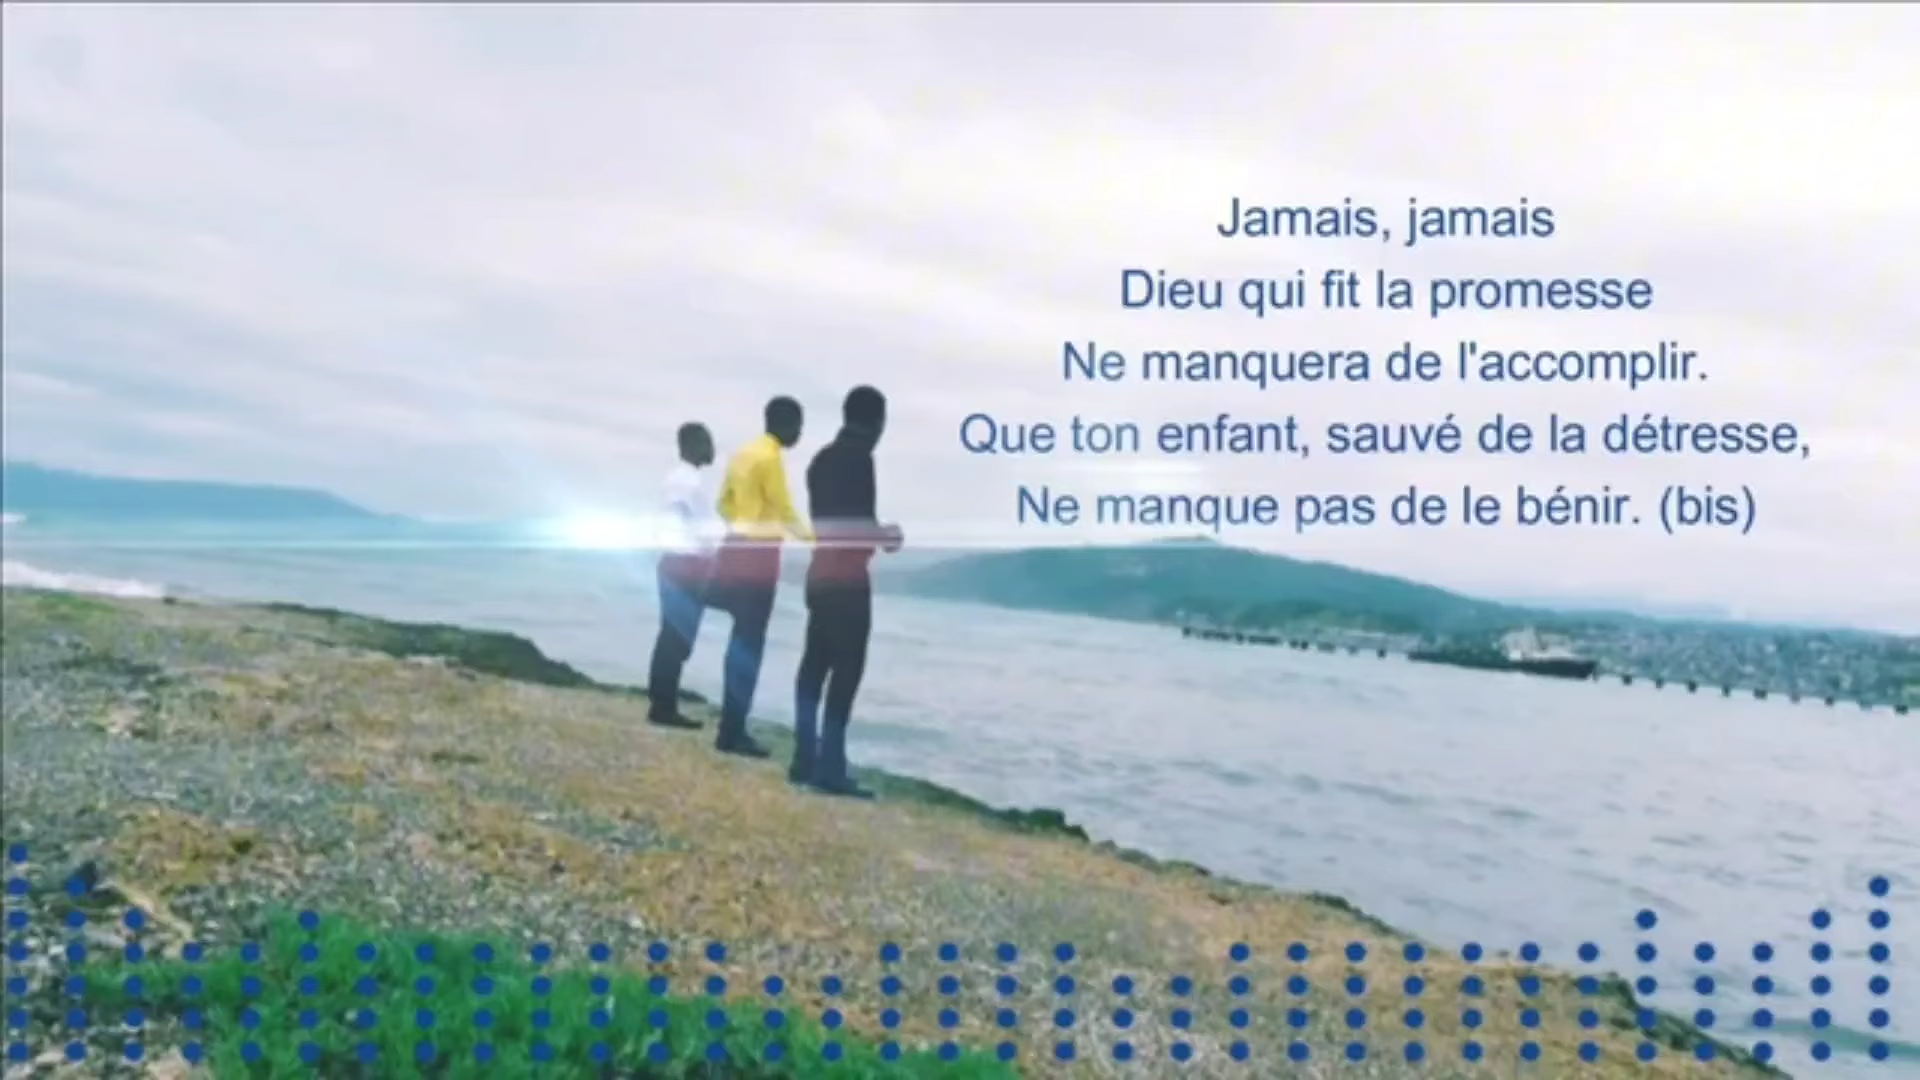 Jamais, jamais
Dieu qui fit la promesse
Ne manquera de l'accomplir.
Que ton enfant, sauvé de la détresse,
Ne manque pas de le bénir. (bis)